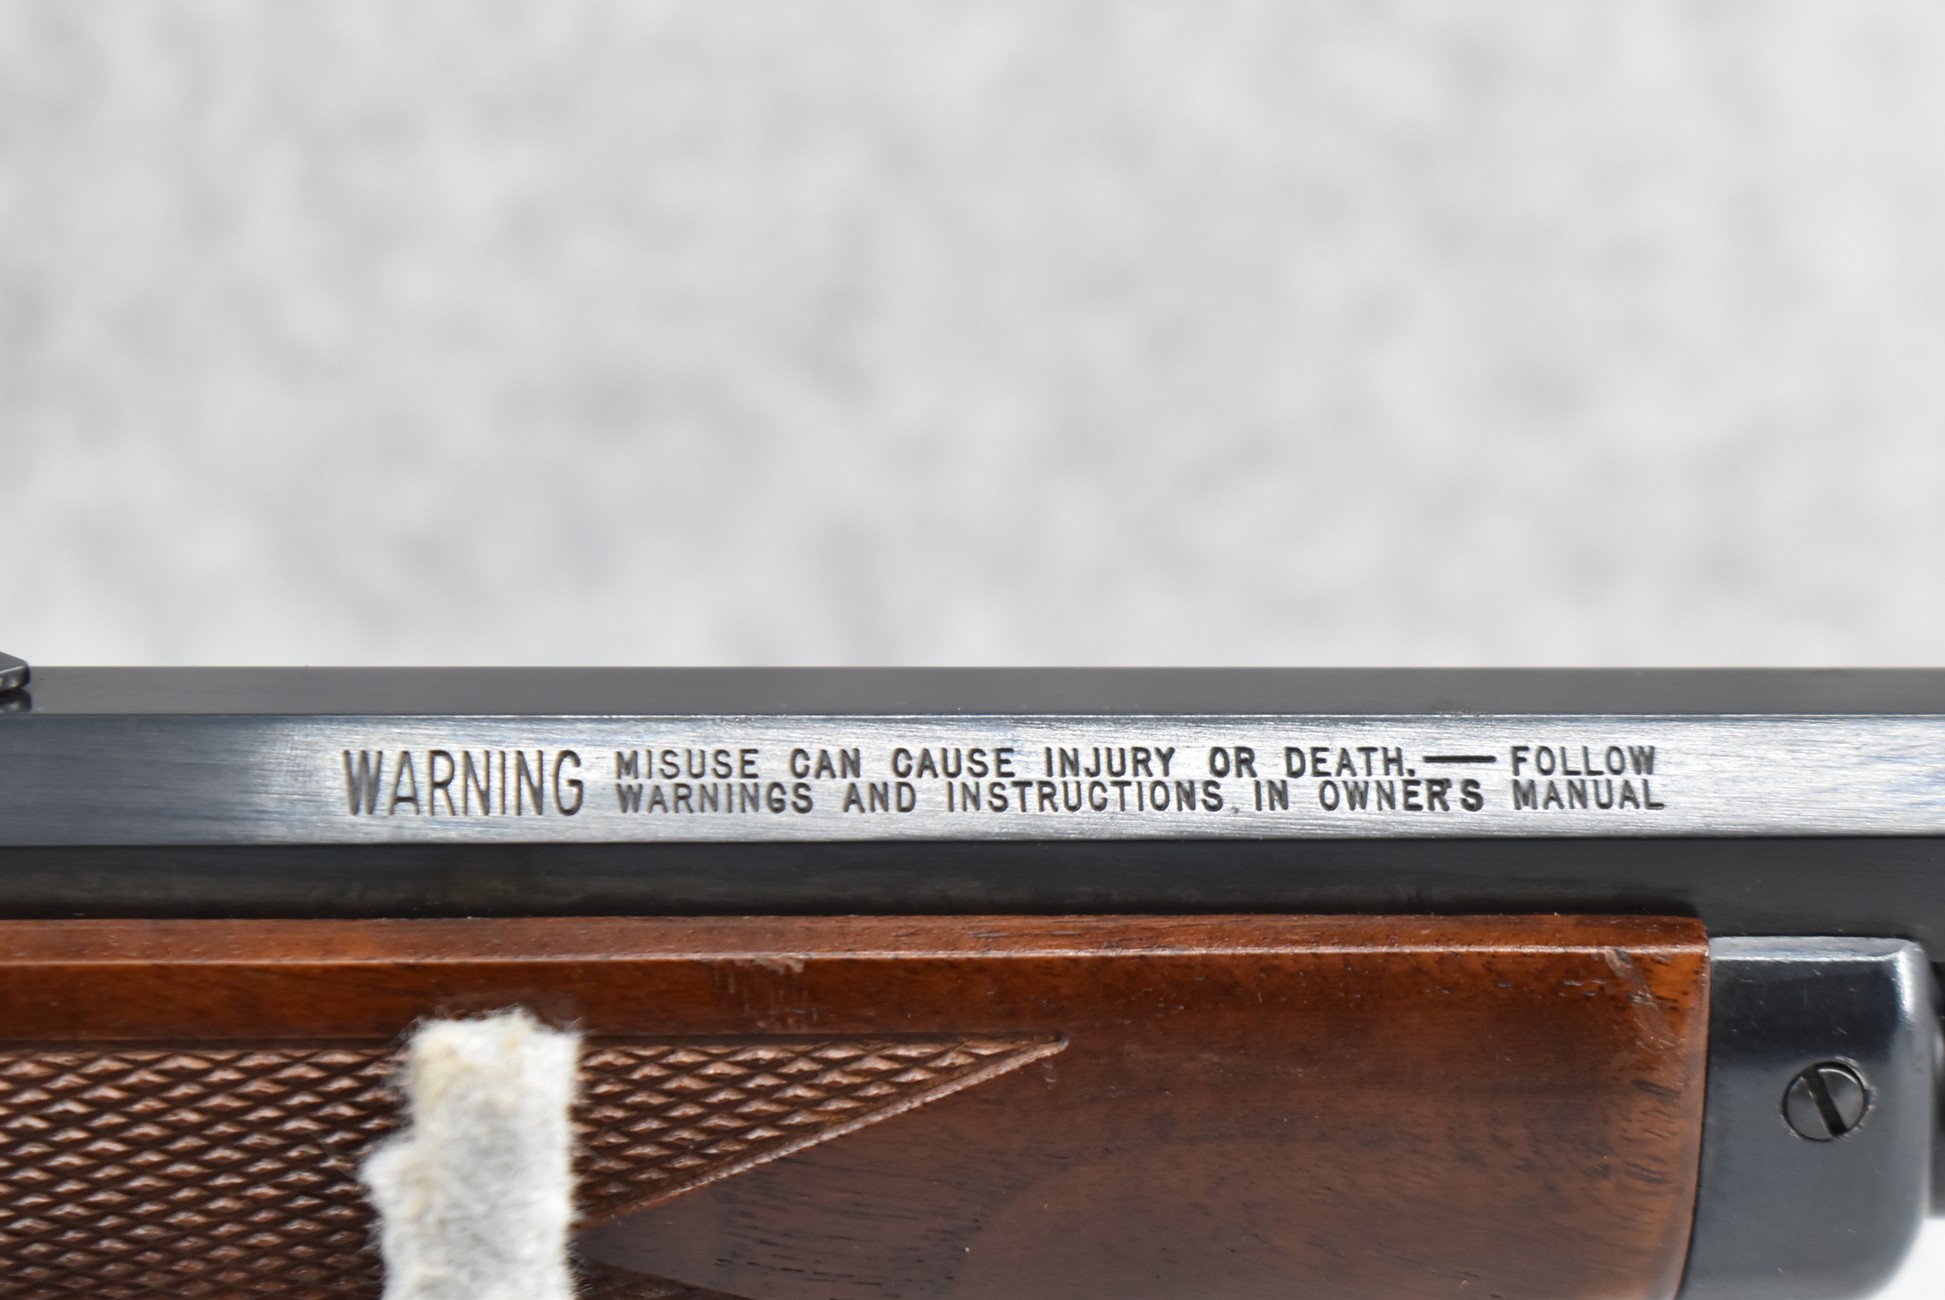 WARNING MISUSE CAN CAUSE INJURY OR DEATH.— FOLLOW
WARNINGS AND INSTRUCTIONS IN OWNER'S MANUAL